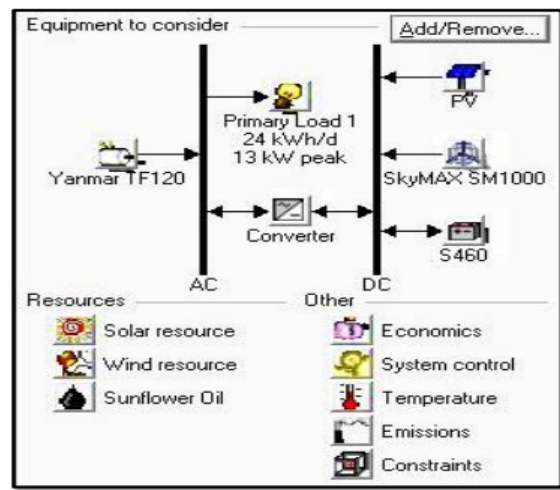 Equipment to consider
Add/Remove...
Primary Load 1
24 kWh/d
13 kW peak
PV
Yanmar TF120
SkyMAX SM1000
Converter
S460
AC
DC
Resources
Other
Solar resource
Economics
Wind resource
System control
Sunflower Oil
Temperature
Emissions
Constraints